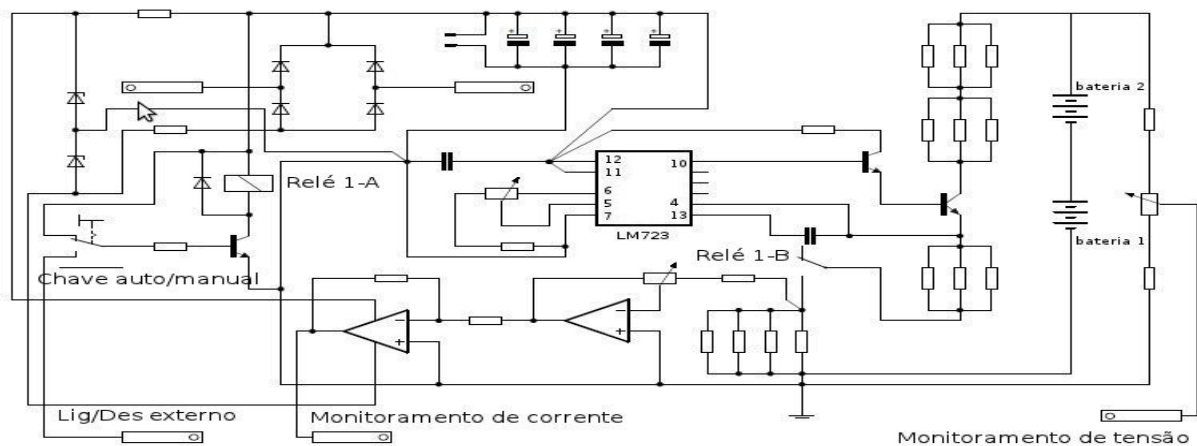 bateria 2
12
10
11
Relé 1-A
6
5
4
7
13
LM723
bateria 1
Relé 1-B
Chave auto/manual
Lig/Des externo
Monitoramento de corrente
Monitoramento de tensão